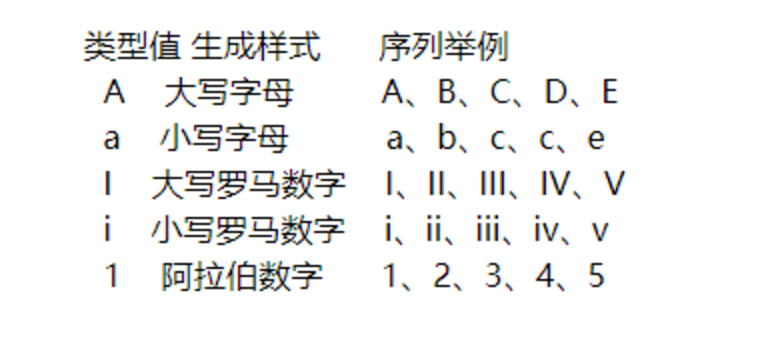 类型值 生成样式 序列举例
A 大写字母 A、B、C、D、E
a 小写字母 a、b、c、c、e
I 大写罗马数字 I、II、III、IV、V
i 小写罗马数字 i、ii、iii、iv、v
1 阿拉伯数字 1、2、3、4、5